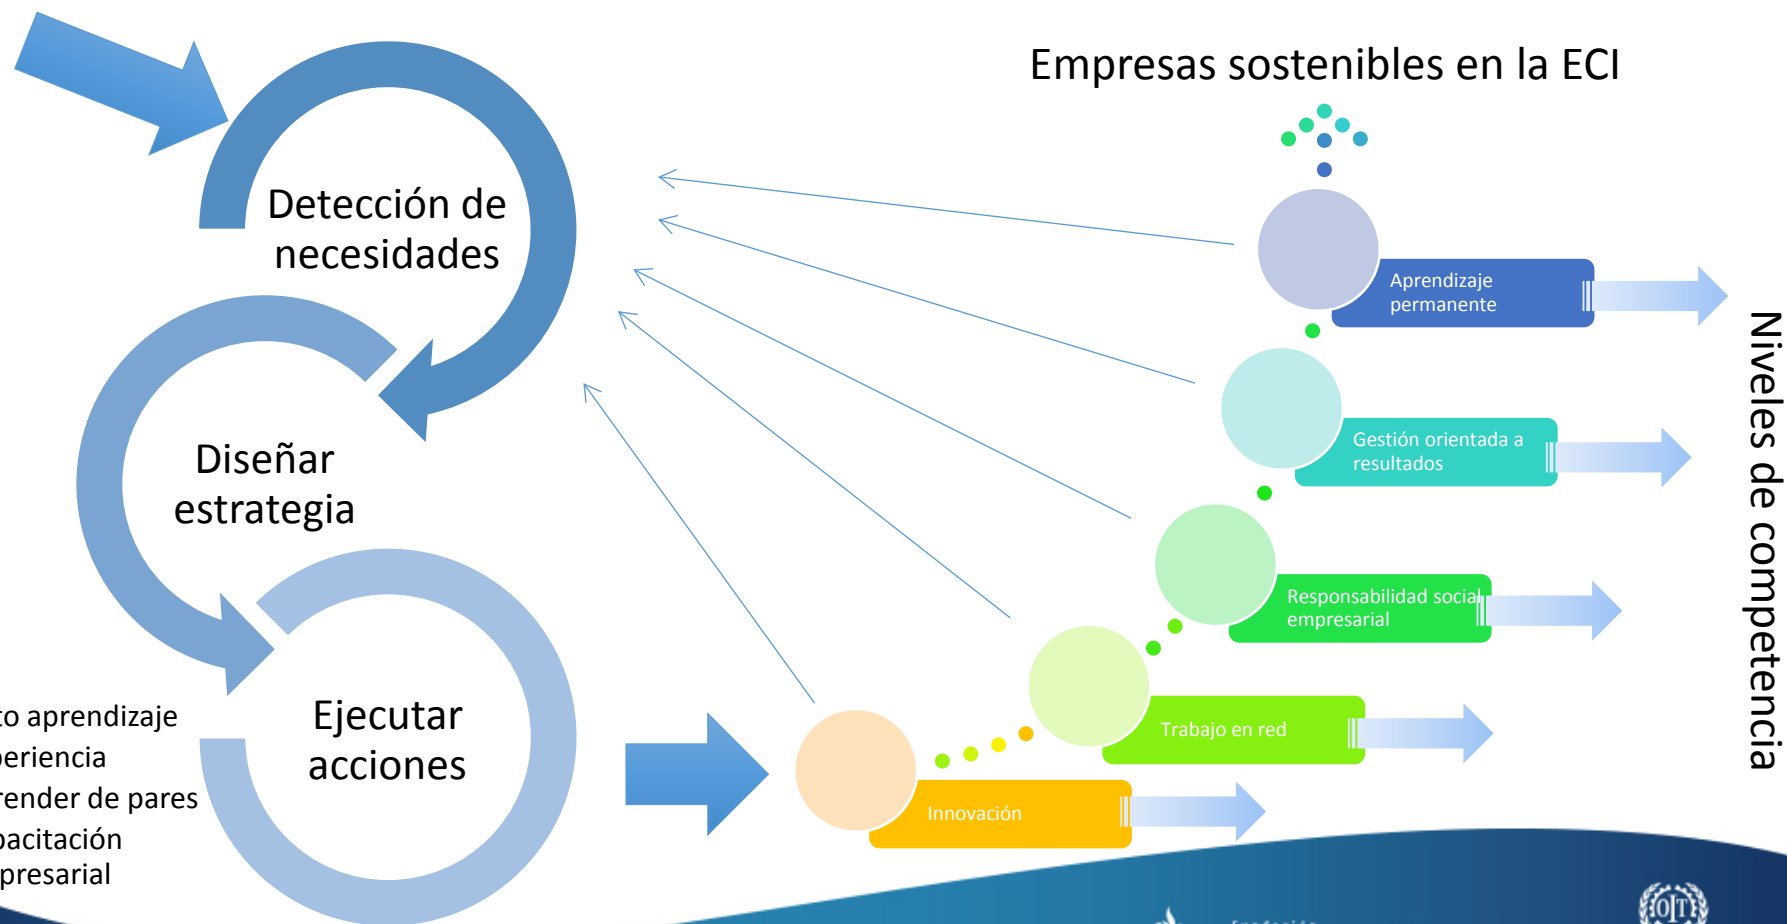 Empresas sostenibles en la ECI
Detección de
necesidades
Diseñar
estrategia
Ejecutar
acciones
to aprendizaje
periencia
render de pares
pacitación
presarial
Aprendizaje
permanente
Gestión orientada a
resultados
Responsabilidad social
empresarial
Trabajo en red
Innovación
Niveles de competencia
OIT